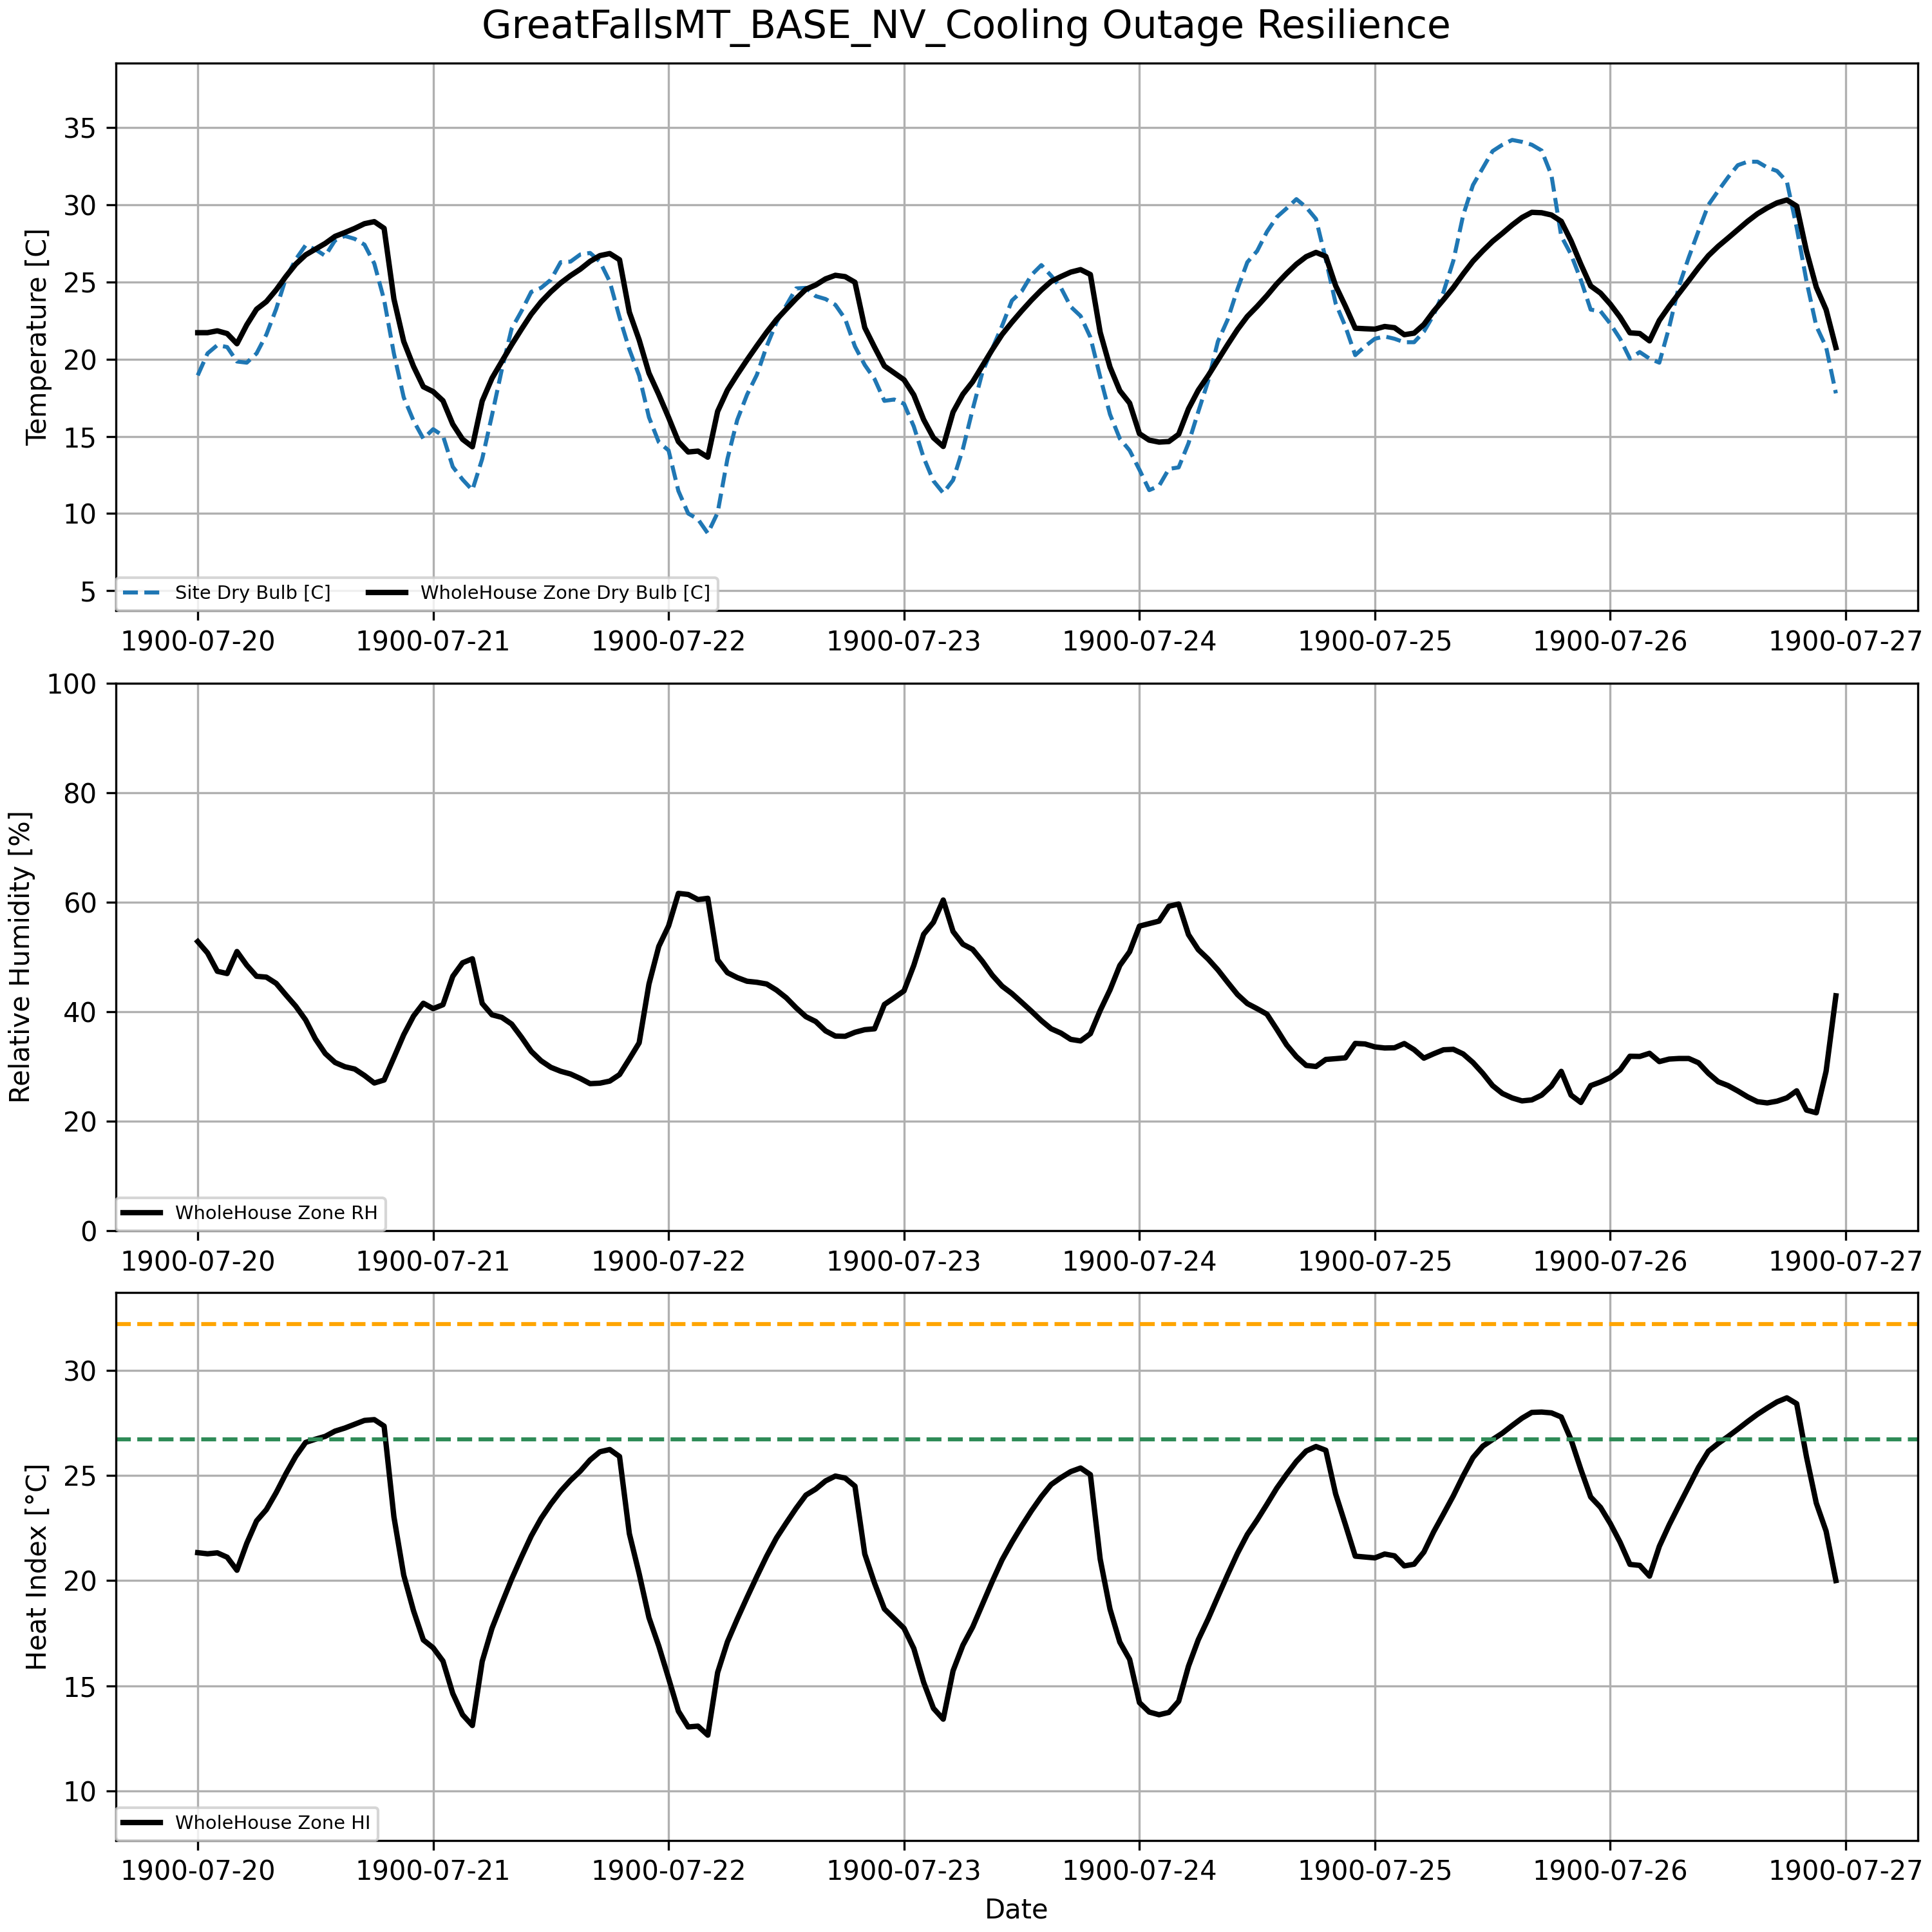 GreatFallsMT_BASE_NV_Cooling Outage Resilience
Temperature [C]
35
30
25
20
15
10
5
Site Dry Bulb [C] WholeHouse Zone Dry Bulb [C]
1900-07-20 1900-07-21 1900-07-22 1900-07-23 1900-07-24 1900-07-25 1900-07-26 1900-07-27
Relative Humidity [%]
100
80
60
40
20
0
WholeHouse Zone RH
1900-07-20 1900-07-21 1900-07-22 1900-07-23 1900-07-24 1900-07-25 1900-07-26 1900-07-27
Heat Index [°C]
30
25
20
15
10
WholeHouse Zone HI
1900-07-20 1900-07-21 1900-07-22 1900-07-23 1900-07-24 1900-07-25 1900-07-26 1900-07-27
Date